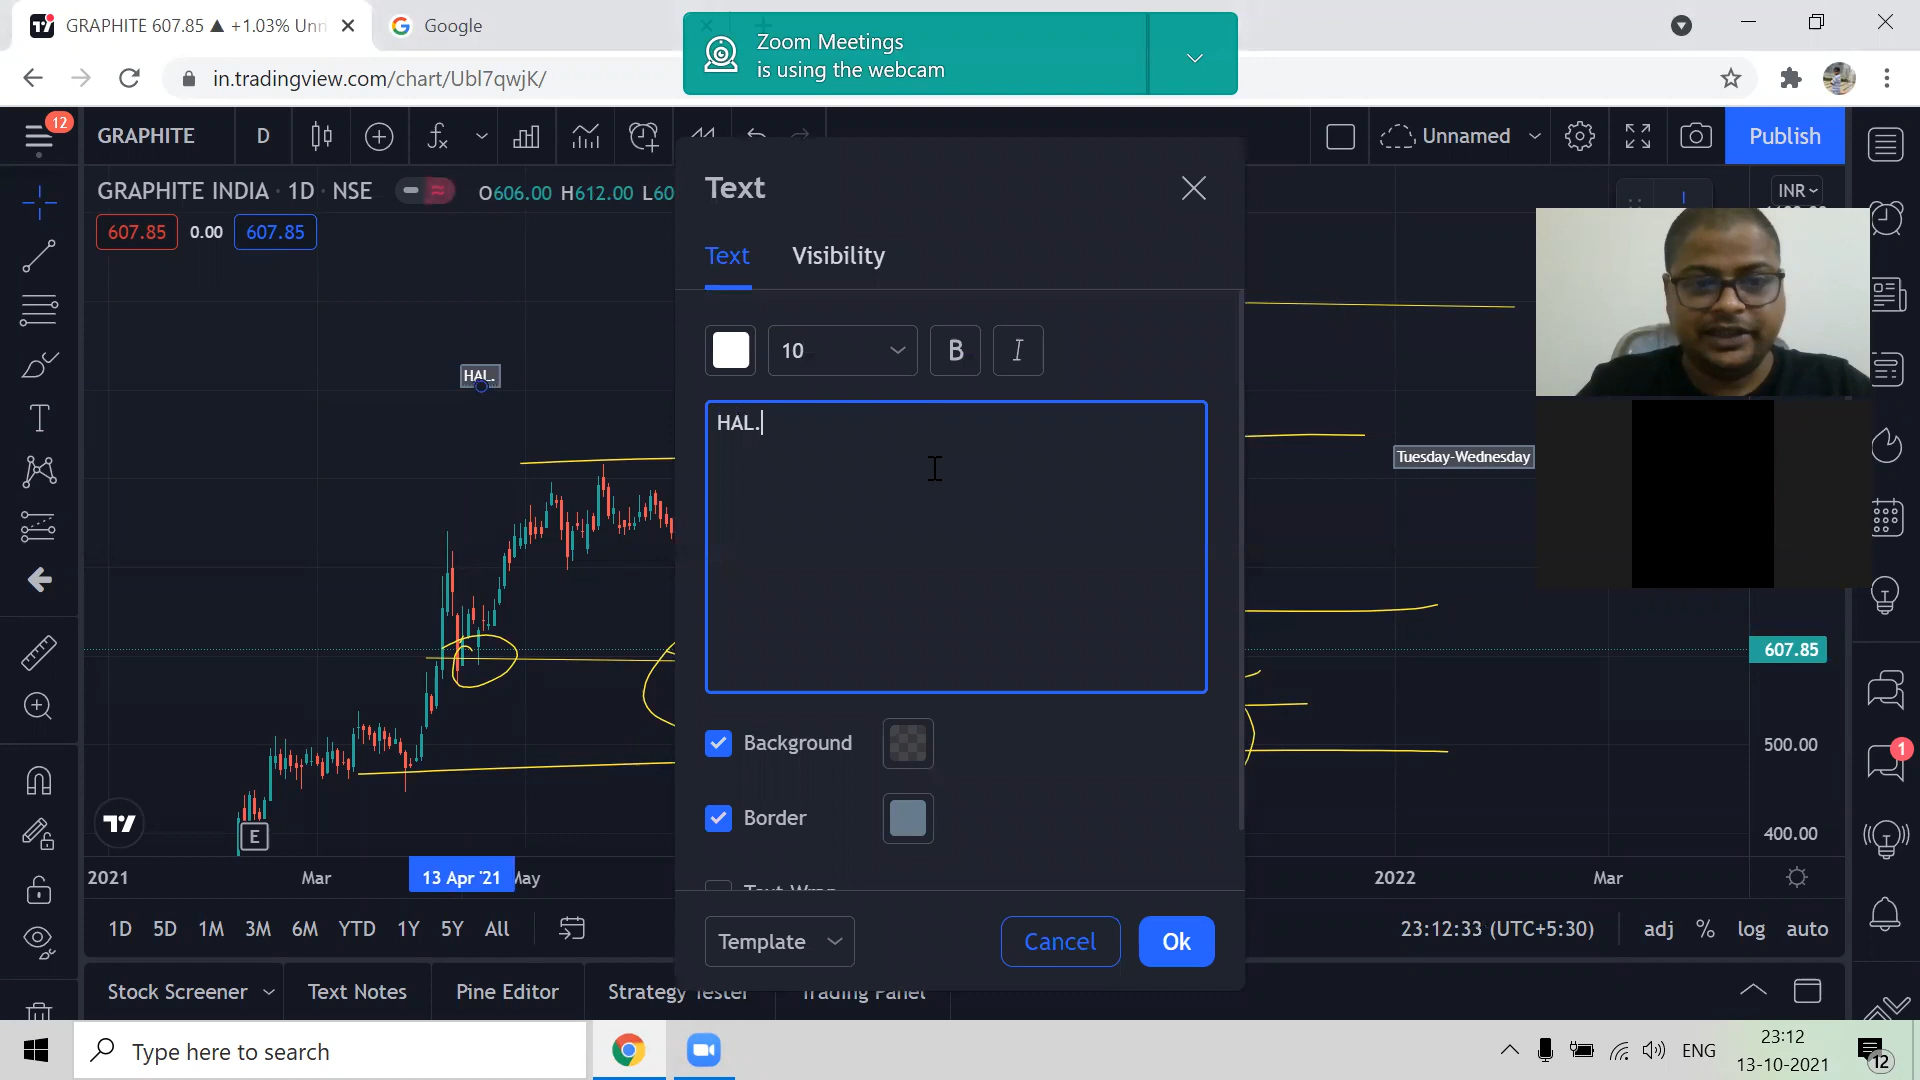 GRAPHITE 607.85 ▲ +1.03% Unn
Google
Zoom Meetings
is using the webcam
in.tradingview.com/chart/Ubl7qwjK/
12
GRAPHITE
D
Unnamed
Publish
GRAPHITE INDIA · 1D · NSE
O606.00 H612.00 L60
607.85
0.00
607.85
INR
Text
Text
Visibility
10
B
I
HAL.
HAL.
Tuesday-Wednesday
607.85
500.00
400.00
Background
Border
E
2021
Mar
13 Apr '21
May
2022
Mar
1D
5D
1M
3M
6M
YTD
1Y
5Y
All
Template
Cancel
Ok
23:12:33 (UTC+5:30)
adj
%
log
auto
1
Stock Screener
Text Notes
Pine Editor
Strategy Tester
Trading Panel
Type here to search
ENG
23:12
13-10-2021
12